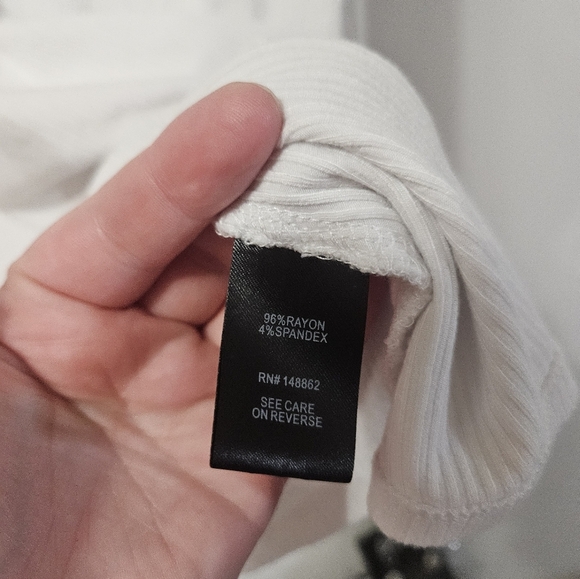 96%RAYON
4%SPANDEX
RN# 148862
SEE CARE
ON REVERSE